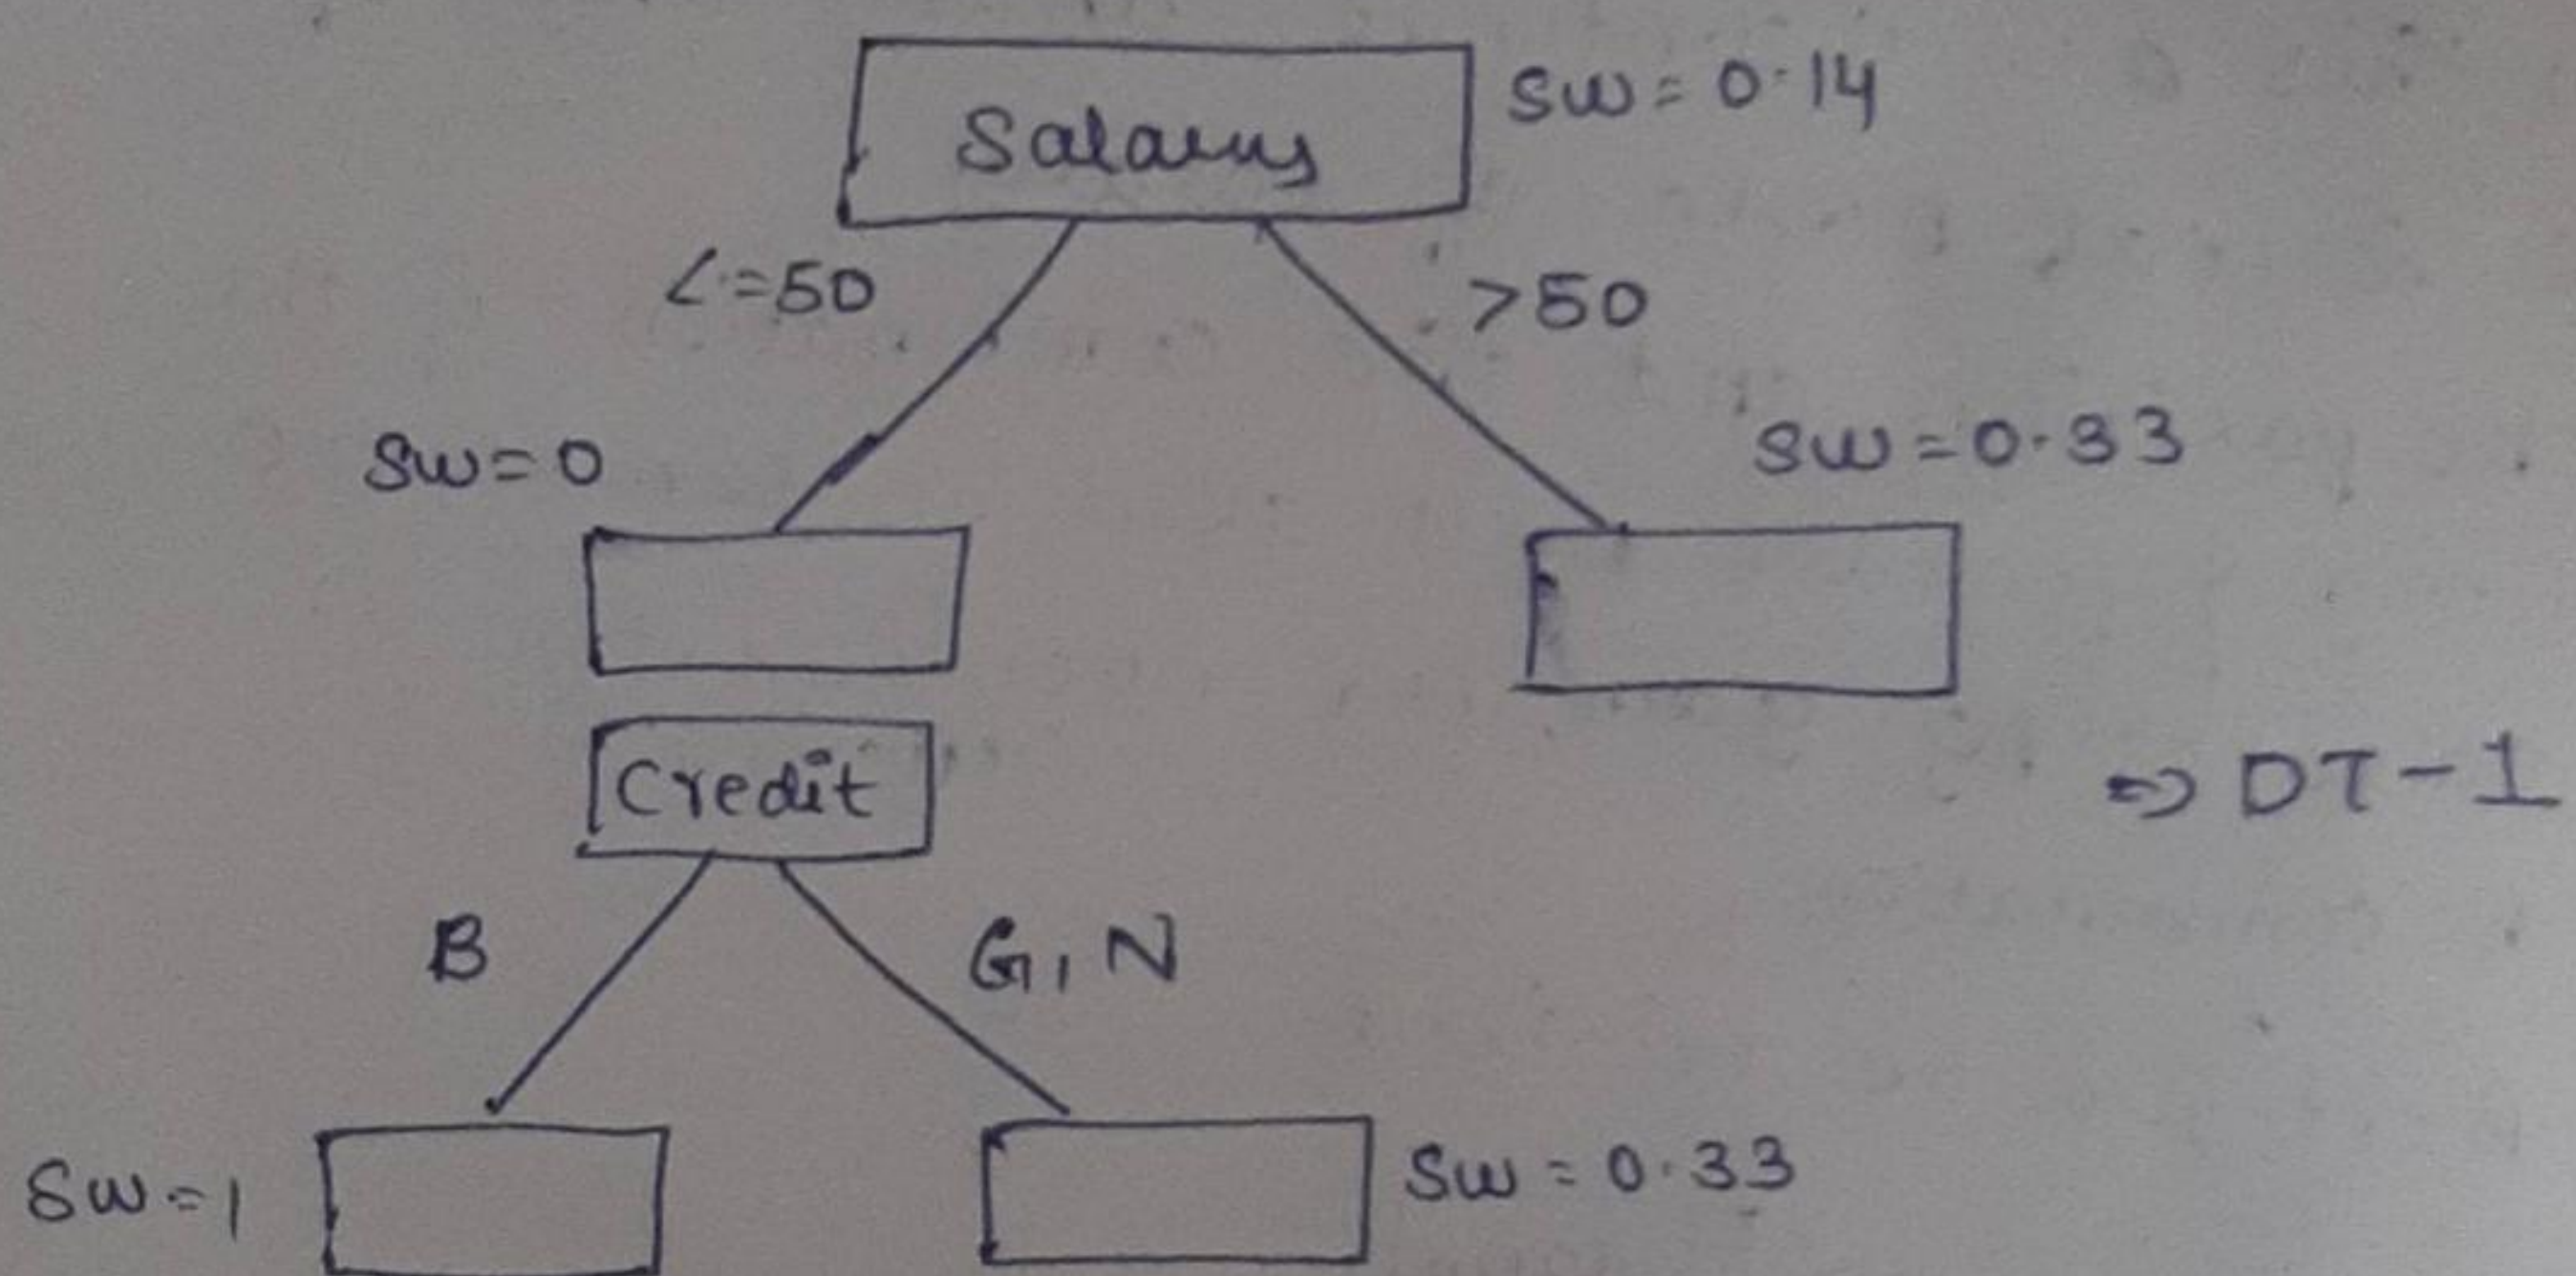 Salary
SW = 0.14
<=50
>50
SW=0
SW=0.33
Credit
⇒ DT-1
B
G, N
SW=1
SW = 0.33